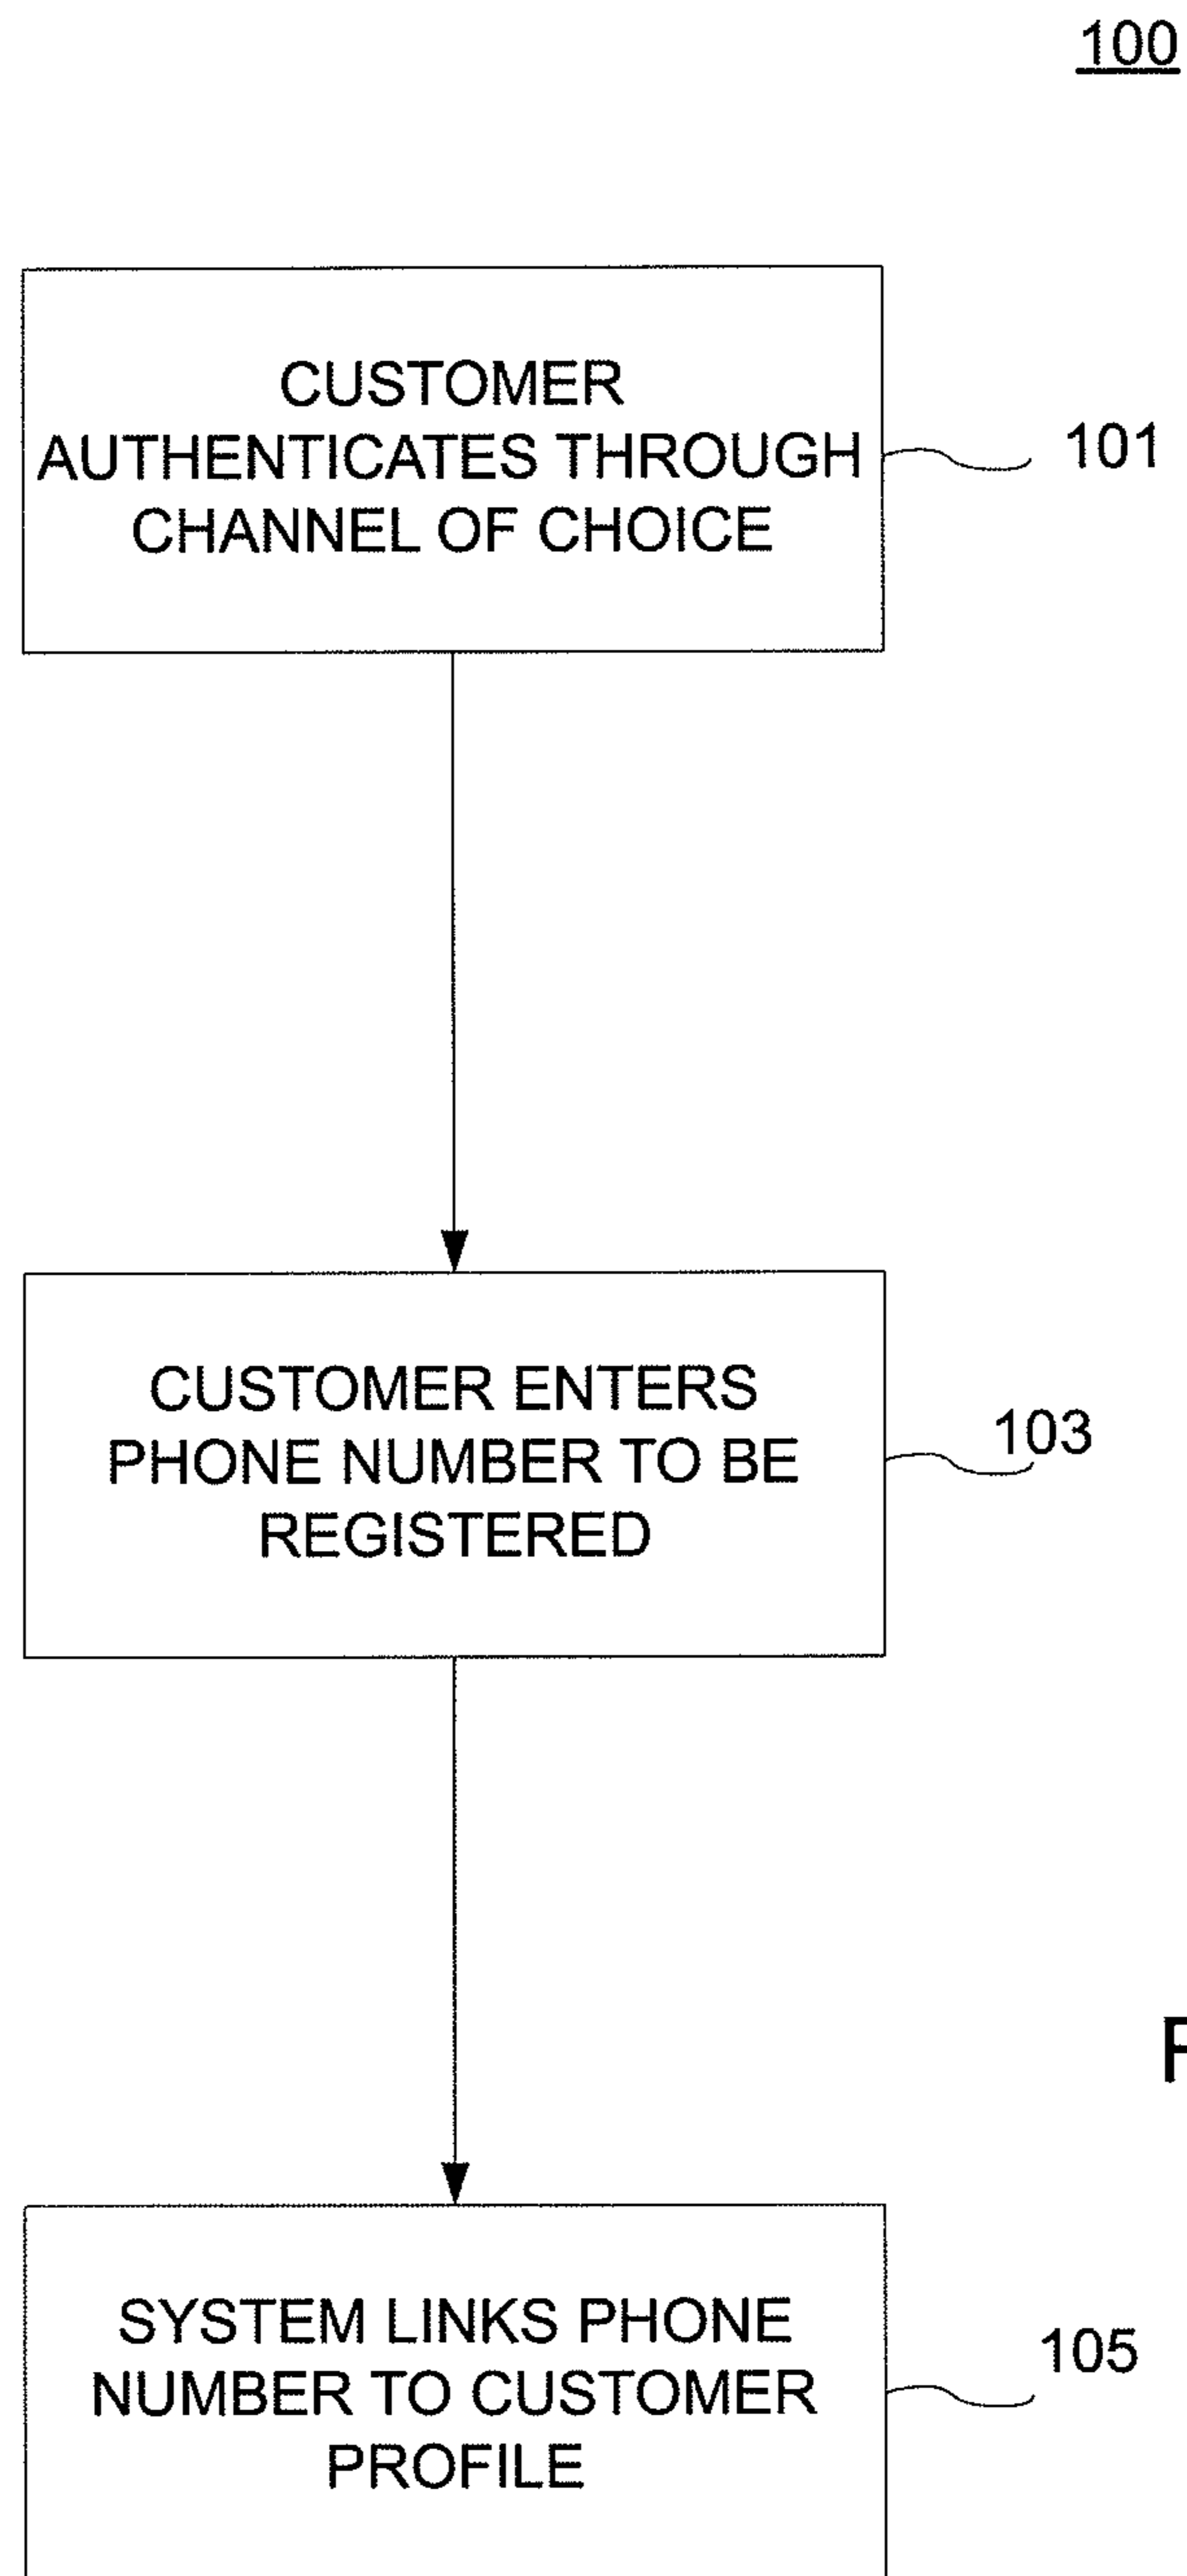 100
CUSTOMER
AUTHENTICATES THROUGH
CHANNEL OF CHOICE
101
CUSTOMER ENTERS
PHONE NUMBER TO BE
REGISTERED
103
SYSTEM LINKS PHONE
NUMBER TO CUSTOMER
PROFILE
105